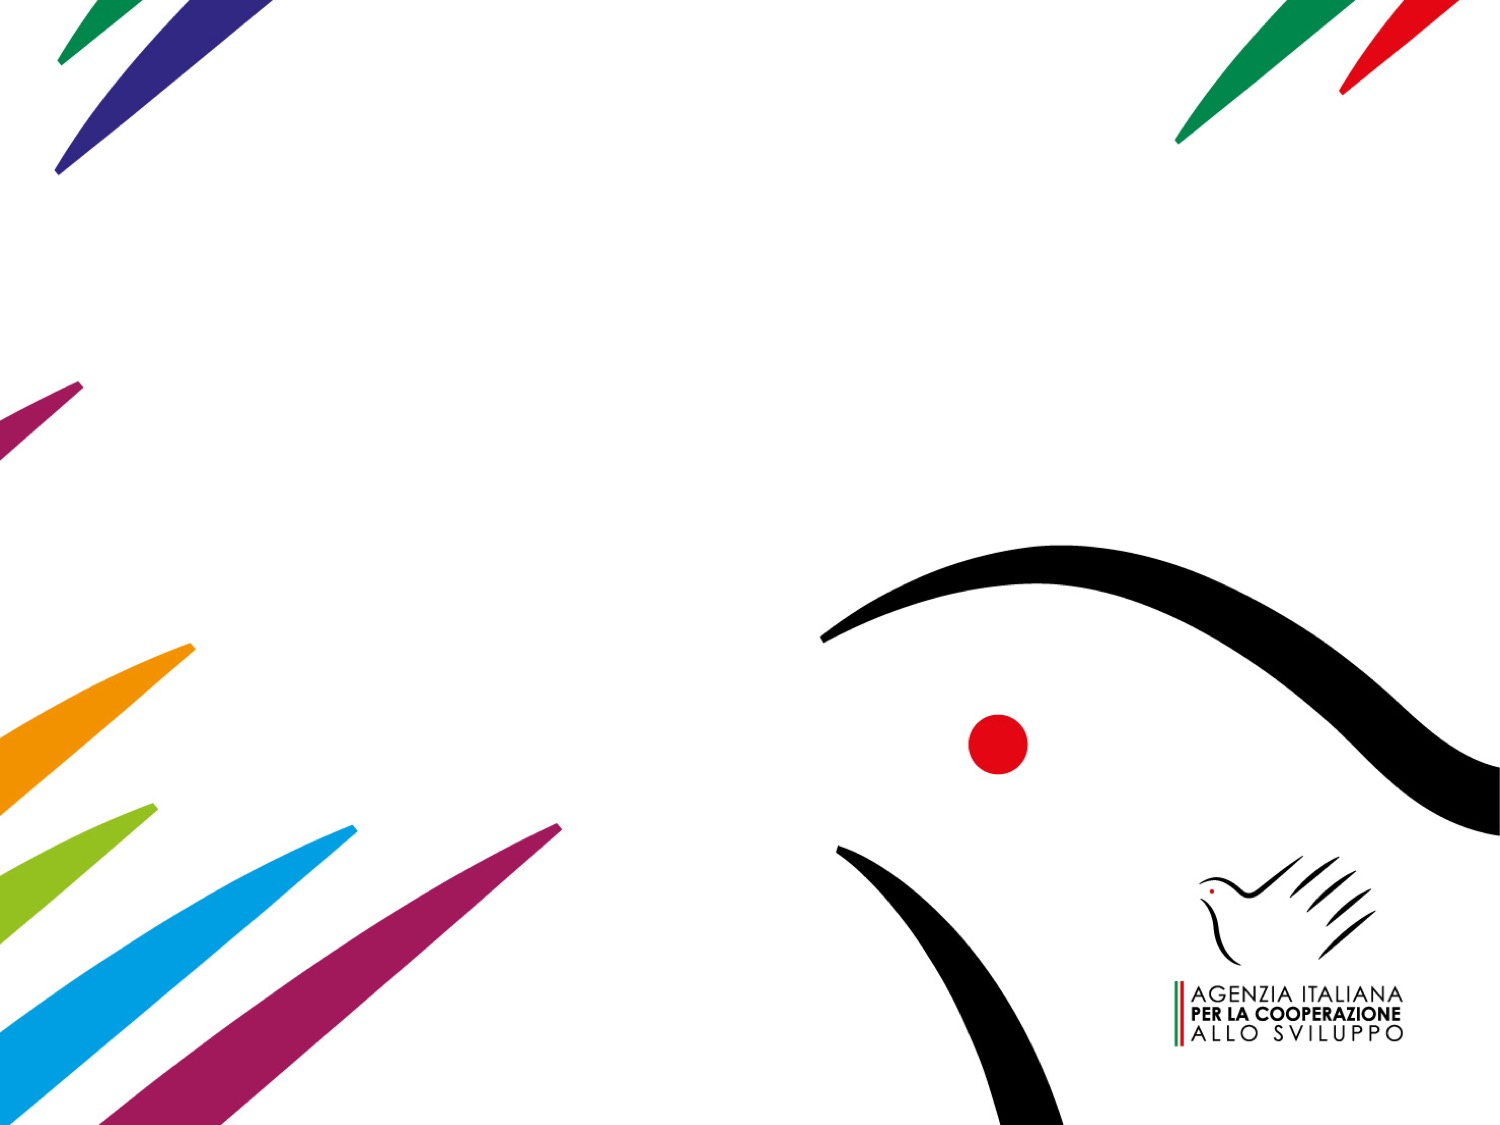 AGENZIA ITALIANA
PER LA COOPERAZIONE
ALLO SVILUPPO